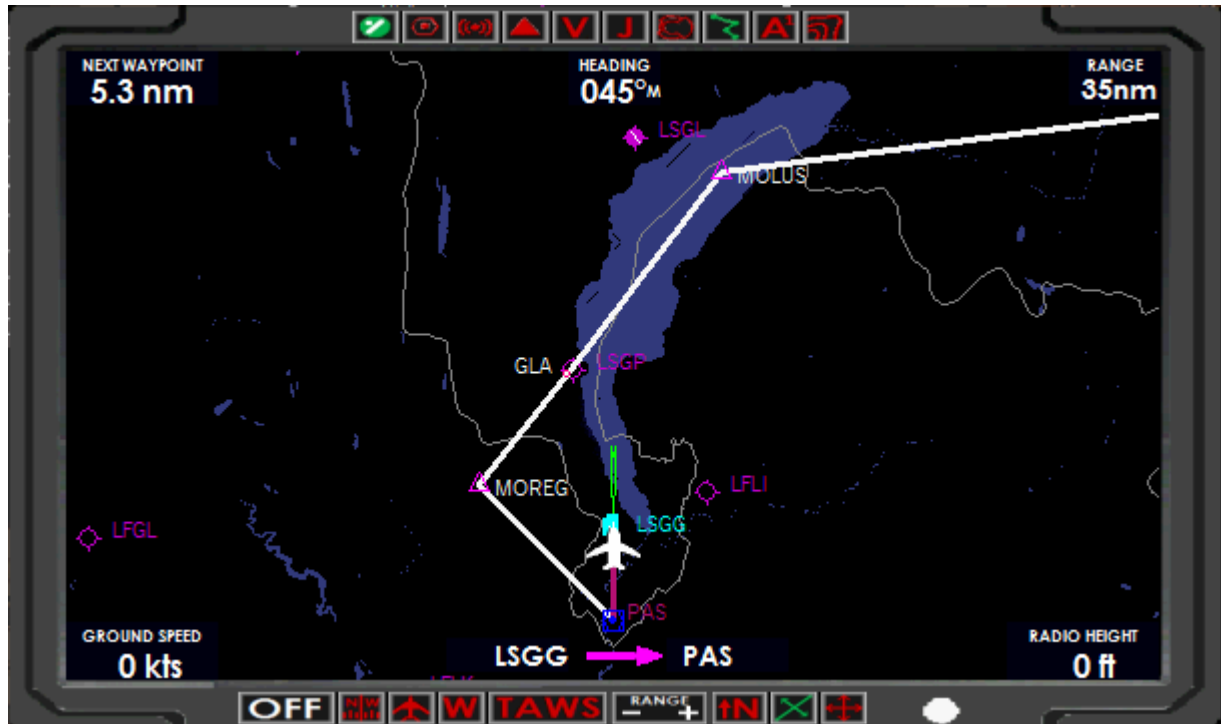 V J A¹
NEXT WAYPOINT
5.3 nm
HEADING
045°M
RANGE
35nm
LSGL
MOLUS
GLA
LSGP
MOREG
LFLI
LSGG
LFGL
PAS
GROUND SPEED
0 kts
LSGG PAS
RADIO HEIGHT
0 ft
OFF W TAWS - RANGE + N